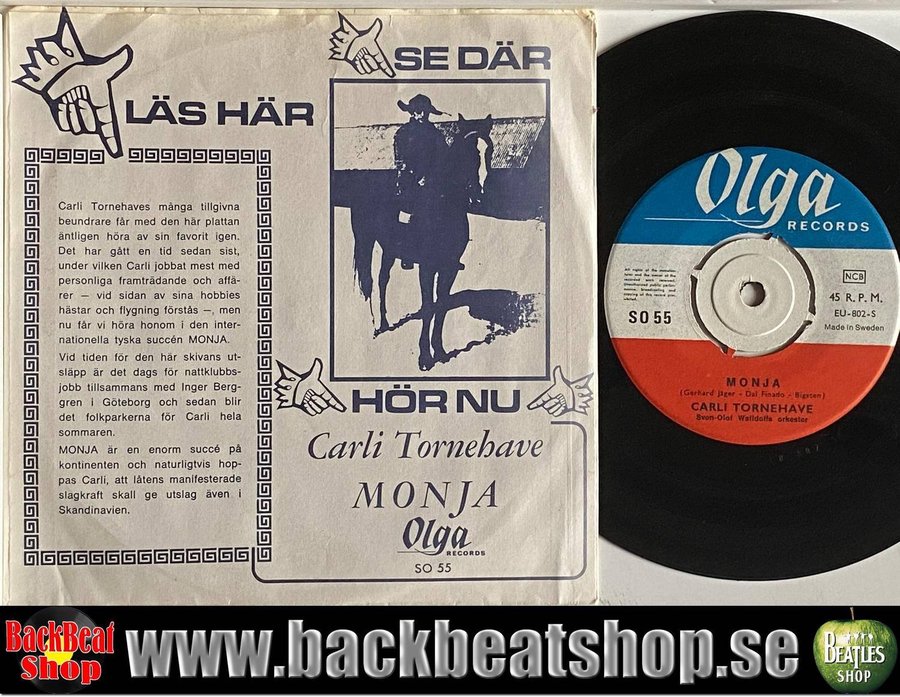 LÄS HÄR
Carli Tornehaves många tillgivna
beundrare får med den här plattan
äntligen höra av sin favorit igen.
Det har gått en tid sedan sist,
under vilken Carli jobbat mest med
personliga framträdande och affä-
rer — vid sidan av sina hobbies
hästar och flygning förstås —, men
nu får vi höra honom i den inter-
nationella tyska succén MONJA.
Vid tiden för den här skivans ut-
släpp är det dags för nattklubbs-
jobb tillsammans med Inger Berg-
gren i Göteborg och sedan blir
det folkparkerna för Carli hela
sommaren.
MONJA är en enorm succé på
kontinenten och naturligtvis hop-
pas Carli, att låtens manifesterade
slagkraft skall ge utslag även i
Skandinavien.
SE DÄR
HÖR NU
Carli Tornehave
MONJA
Olga
RECORDS
SO 55
Olga
RECORDS
NCB
45 R. P. M.
EU-802-S
Made in Sweden
SO 55
MONJA
(Gerhard Jäger - Dal Finado - Bigsten)
CARLI TORNEHAVE
Sven-Olof Walldoffs orkester
BackBeat
Shop
www.backbeatshop.se
BEATLES
SHOP